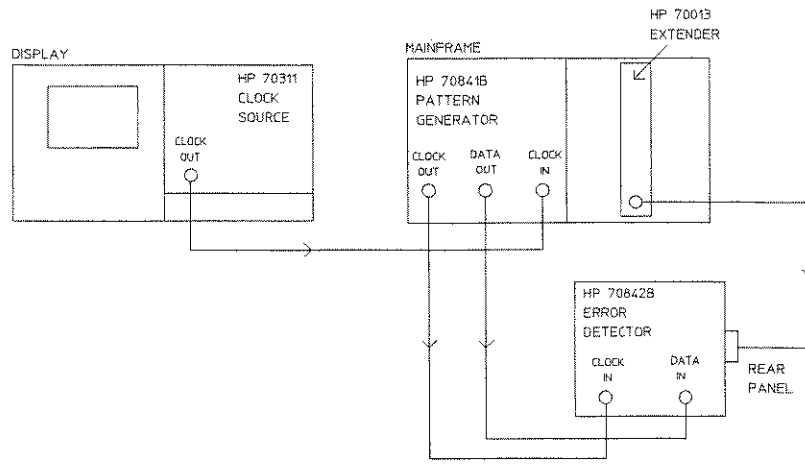 HP 70013
EXTENDER
DISPLAY
MAINFRAME
HP 70311
CLOCK
SOURCE
CLOCK
OUT
HP 70841B
PATTERN
GENERATOR
CLOCK
OUT
DATA
OUT
CLOCK
IN
HP 70842B
ERROR
DETECTOR
CLOCK
IN
DATA
IN
REAR
PANEL